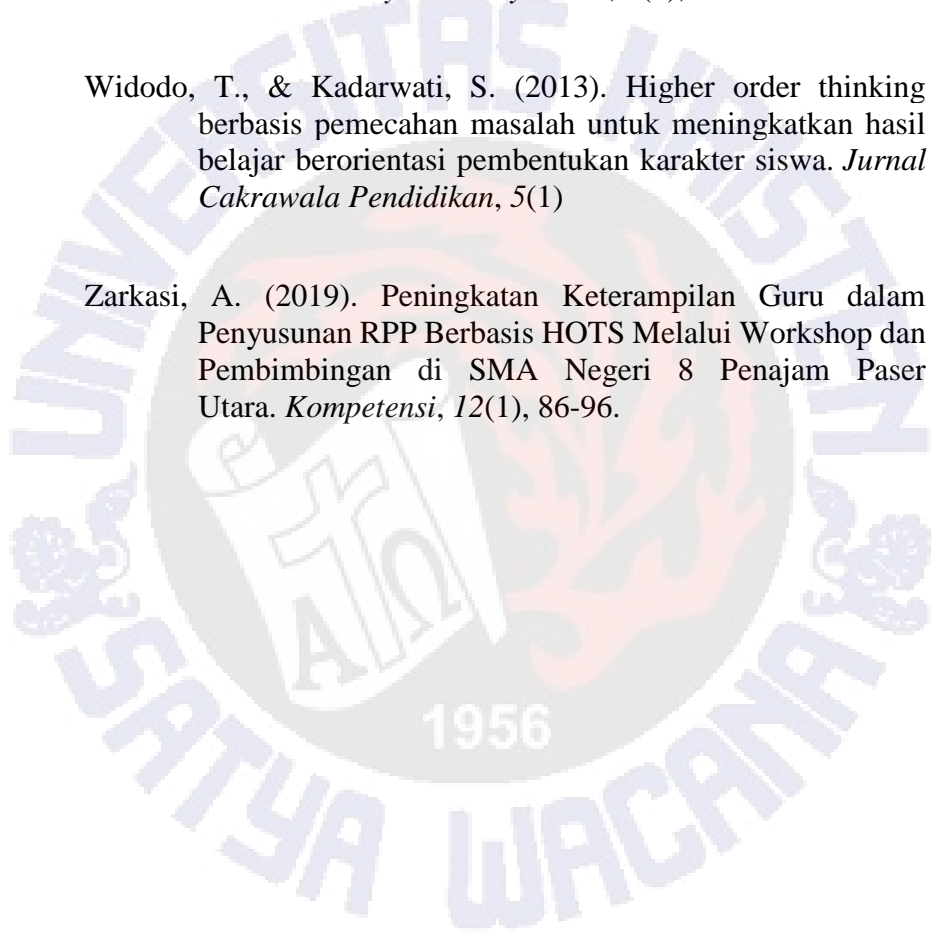 Widodo, T., & Kadarwati, S. (2013). Higher order thinking
berbasis pemecahan masalah untuk meningkatkan hasil
belajar berorientasi pembentukan karakter siswa. Jurnal
Cakrawala Pendidikan, 5(1)
Zarkasi, A. (2019). Peningkatan Keterampilan Guru dalam
Penyusunan RPP Berbasis HOTS Melalui Workshop dan
Pembimbingan di SMA Negeri 8 Penajam Paser
Utara. Kompetensi, 12(1), 86-96.
UNIVERSITAS KRISTEN
ΑΩ
1956
SATYA WACANA